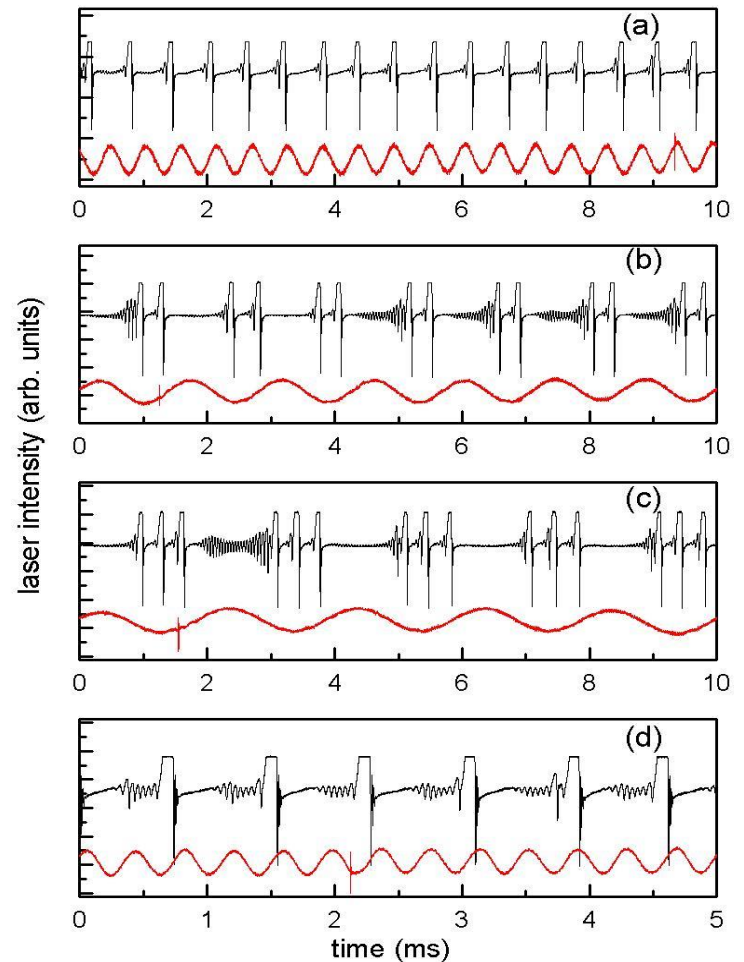 (a)
0 2 4 6 8 10
(b)
0 2 4 6 8 10
(c)
0 2 4 6 8 10
(d)
0 1 2 3 4 5
time (ms)
laser intensity (arb. units)